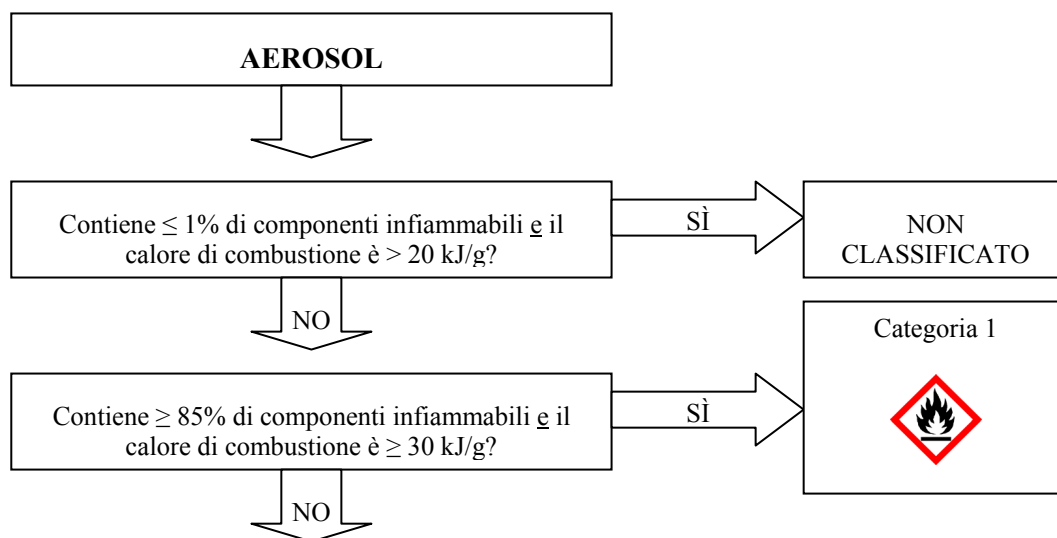 AEROSOL
Contiene ≤ 1% di componenti infiammabili e il
calore di combustione è > 20 kJ/g?
SÌ
NON
CLASSIFICATO
NO
Categoria 1
Contiene ≥ 85% di componenti infiammabili e il
calore di combustione è ≥ 30 kJ/g?
SÌ
NO